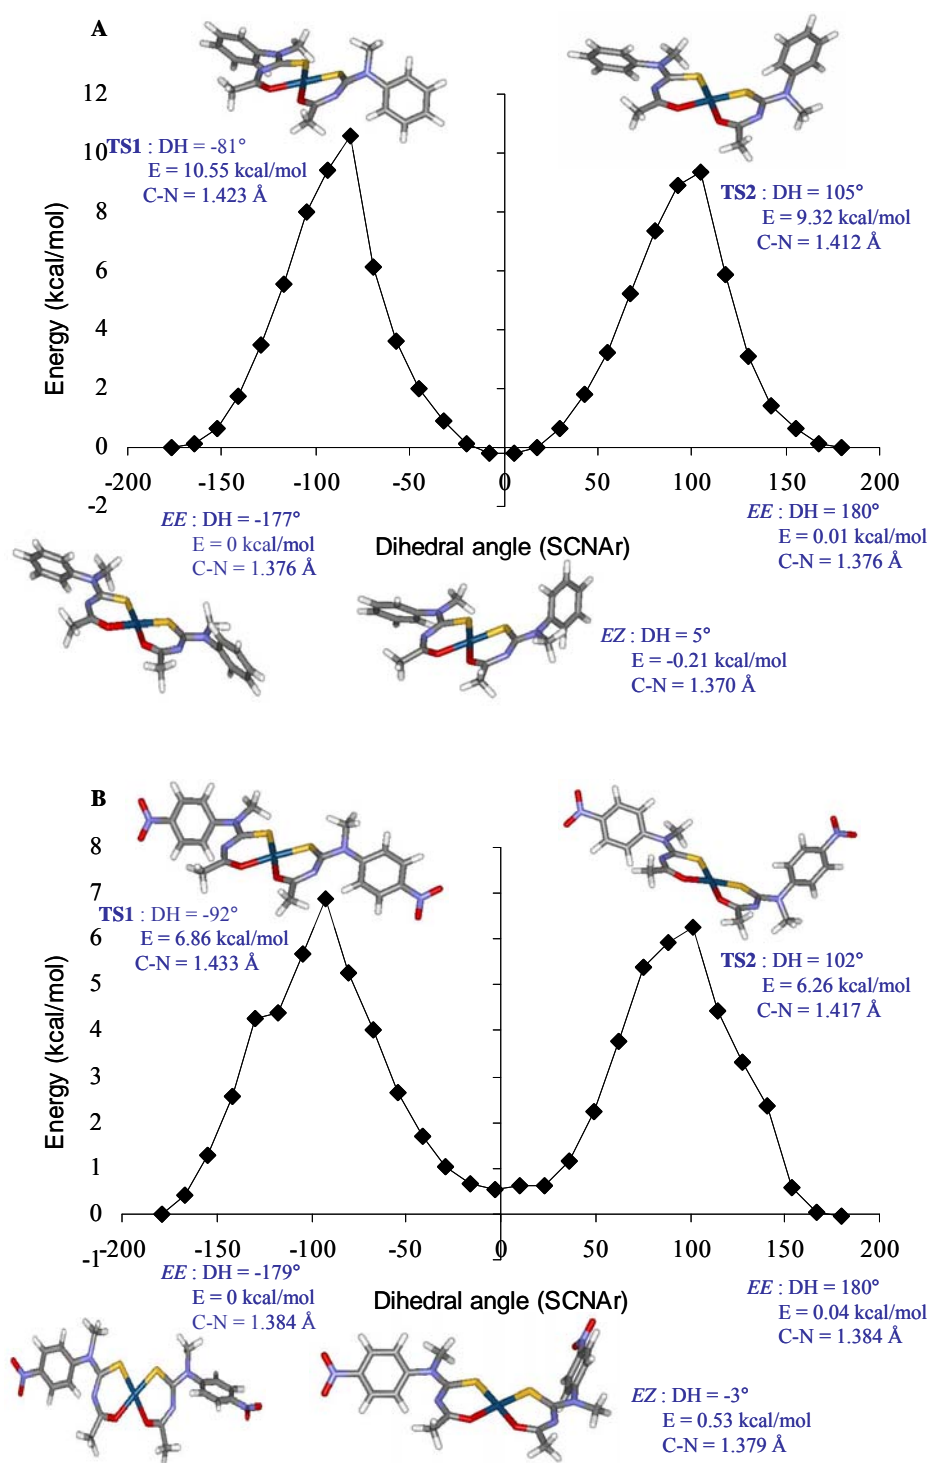 A
TS1 : DH = -81°
E = 10.55 kcal/mol
C-N = 1.423 Å
TS2 : DH = 105°
E = 9.32 kcal/mol
C-N = 1.412 Å
Energy (kcal/mol)
12
10
8
6
4
2
0
-2
-200 -150 -100 -50 0 50 100 150 200
Dihedral angle (SCNAr)
EE : DH = -177°
E = 0 kcal/mol
C-N = 1.376 Å
EE : DH = 180°
E = 0.01 kcal/mol
C-N = 1.376 Å
EZ : DH = 5°
E = -0.21 kcal/mol
C-N = 1.370 Å
B
TS1 : DH = -92°
E = 6.86 kcal/mol
C-N = 1.433 Å
TS2 : DH = 102°
E = 6.26 kcal/mol
C-N = 1.417 Å
Energy (kcal/mol)
8
7
6
5
4
3
2
1
0
-1
-200 -150 -100 -50 0 50 100 150 200
Dihedral angle (SCNAr)
EE : DH = -179°
E = 0 kcal/mol
C-N = 1.384 Å
EE : DH = 180°
E = 0.04 kcal/mol
C-N = 1.384 Å
EZ : DH = -3°
E = 0.53 kcal/mol
C-N = 1.379 Å